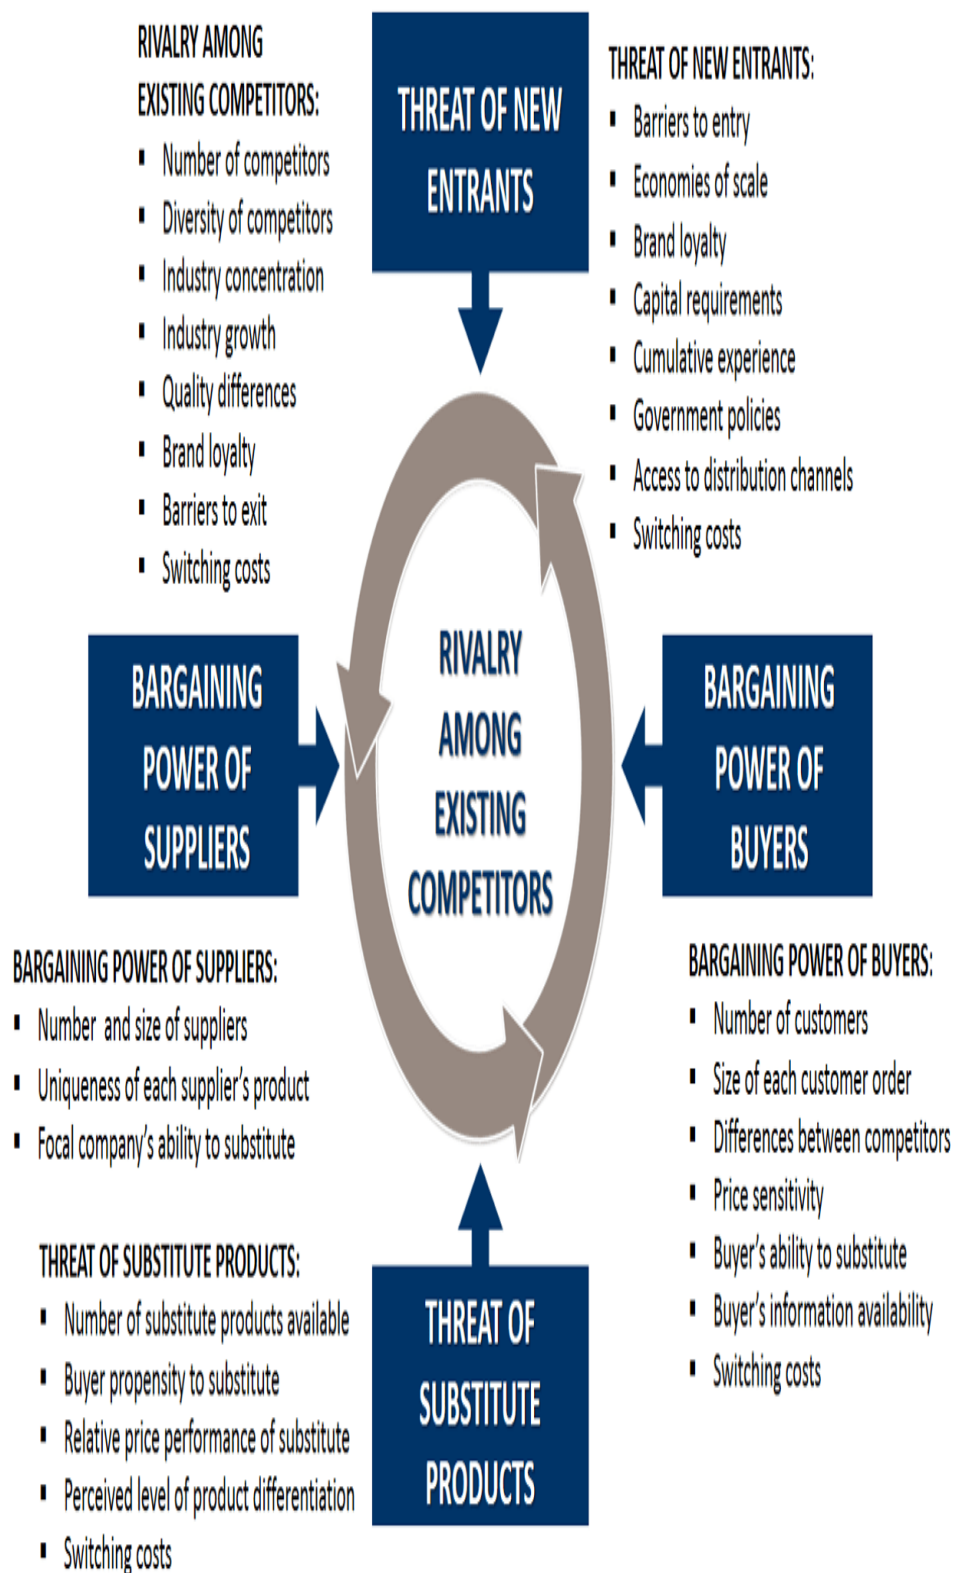 RIVALRY AMONG
EXISTING COMPETITORS:
▪ Number of competitors
▪ Diversity of competitors
▪ Industry concentration
▪ Industry growth
▪ Quality differences
▪ Brand loyalty
▪ Barriers to exit
▪ Switching costs
THREAT OF NEW
ENTRANTS
THREAT OF NEW ENTRANTS:
▪ Barriers to entry
▪ Economies of scale
▪ Brand loyalty
▪ Capital requirements
▪ Cumulative experience
▪ Government policies
▪ Access to distribution channels
▪ Switching costs
BARGAINING
POWER OF
SUPPLIERS
RIVALRY
AMONG
EXISTING
COMPETITORS
BARGAINING
POWER OF
BUYERS
BARGAINING POWER OF SUPPLIERS:
▪ Number and size of suppliers
▪ Uniqueness of each supplier's product
▪ Focal company's ability to substitute
BARGAINING POWER OF BUYERS:
▪ Number of customers
▪ Size of each customer order
▪ Differences between competitors
▪ Price sensitivity
▪ Buyer's ability to substitute
▪ Buyer's information availability
▪ Switching costs
THREAT OF SUBSTITUTE PRODUCTS:
▪ Number of substitute products available
▪ Buyer propensity to substitute
▪ Relative price performance of substitute
▪ Perceived level of product differentiation
▪ Switching costs
THREAT OF
SUBSTITUTE
PRODUCTS